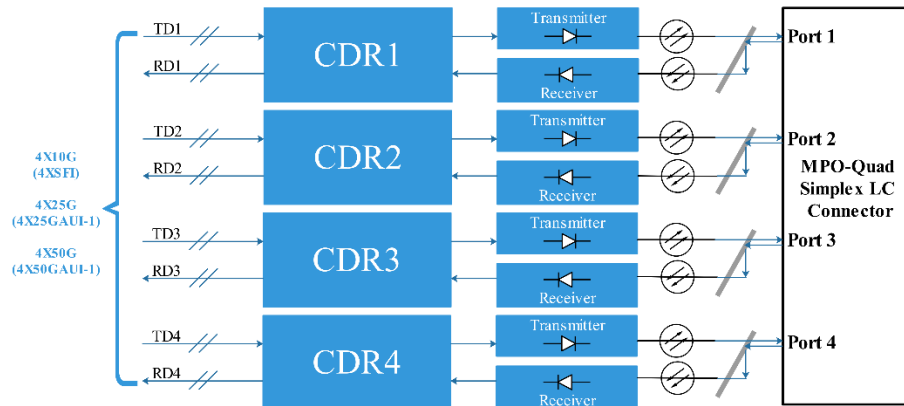 TD1
RD1
CDR1
Transmitter
Receiver
Port 1
TD2
RD2
CDR2
Transmitter
Receiver
Port 2
MPO-Quad
Simplex LC
Connector
4X10G
(4XSFI)
4X25G
(4X25GAUI-1)
4X50G
(4X50GAUI-1)
TD3
RD3
CDR3
Transmitter
Receiver
Port 3
TD4
RD4
CDR4
Transmitter
Receiver
Port 4